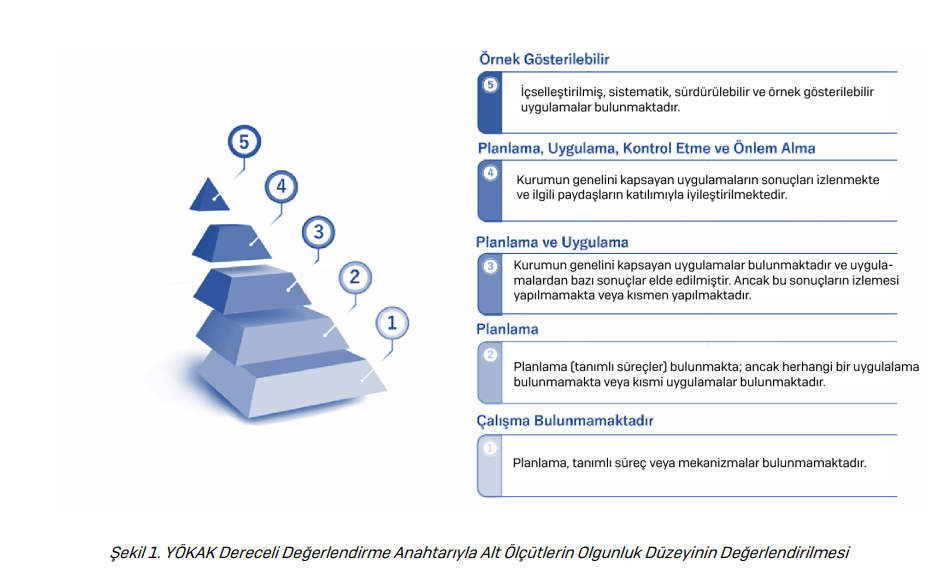 5
4
3
2
1
Örnek Gösterilebilir
5
İçselleştirilmiş, sistematik, sürdürülebilir ve örnek gösterilebilir
uygulamalar bulunmaktadır.
Planlama, Uygulama, Kontrol Etme ve Önlem Alma
4
Kurumun genelini kapsayan uygulamaların sonuçları izlenmekte
ve ilgili paydaşların katılımıyla iyileştirilmektedir.
Planlama ve Uygulama
3
Kurumun genelini kapsayan uygulamalar bulunmaktadır ve uygula-
malardan bazı sonuçlar elde edilmiştir. Ancak bu sonuçların izlemesi
yapılmamakta veya kısmen yapılmaktadır.
Planlama
2
Planlama (tanımlı süreçler) bulunmakta; ancak herhangi bir uygulalama
bulunmamakta veya kısmi uygulamalar bulunmaktadır.
Çalışma Bulunmamaktadır
1
Planlama, tanımlı süreç veya mekanizmalar bulunmamaktadır.
Şekil 1. YÖKAK Dereceli Değerlendirme Anahtarıyla Alt Ölçütlerin Olgunluk Düzeyinin Değerlendirilmesi